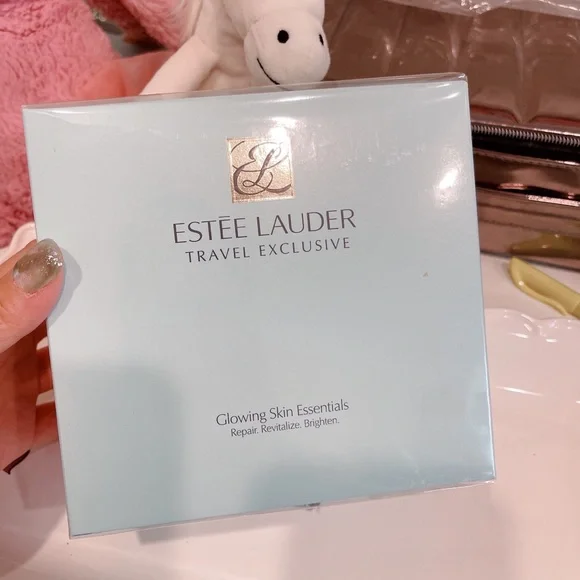 EL
ESTĒE LAUDER
TRAVEL EXCLUSIVE
Glowing Skin Essentials
Repair. Revitalize. Brighten.